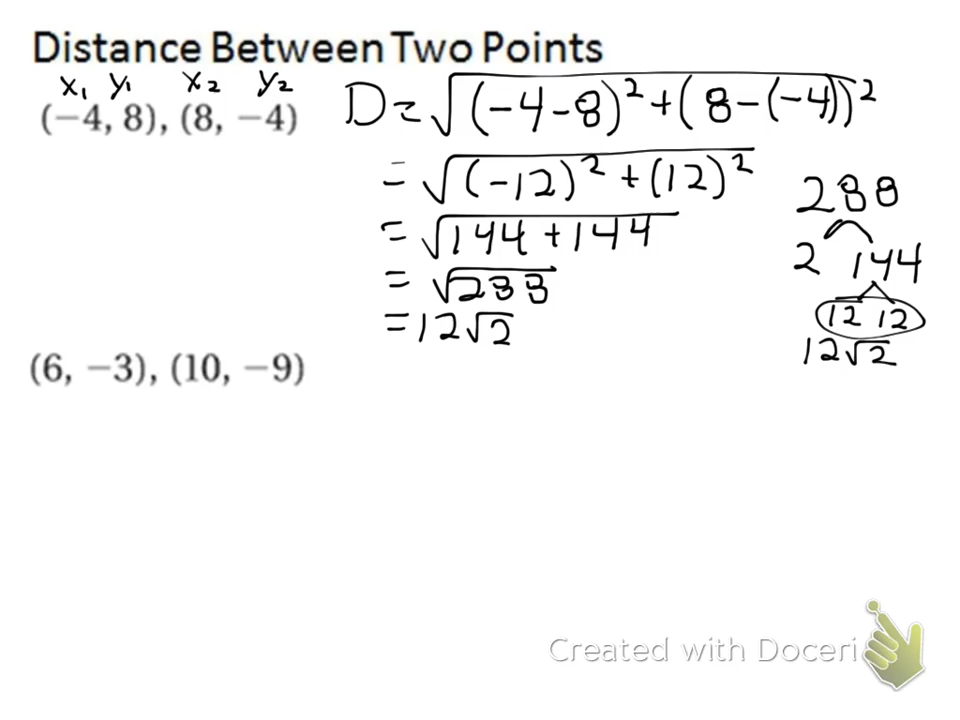 Distance Between Two Points
x₁ y₁ x₂ y₂
(−4, 8), (8, −4)
D = √((-4-8)² + (8-(-4))²
= √((-12)² + (12)²
= √(144 + 144)
= √288
= 12√2
288
2 144
12 12
12√2
(6, −3), (10, −9)
Created with Doceri